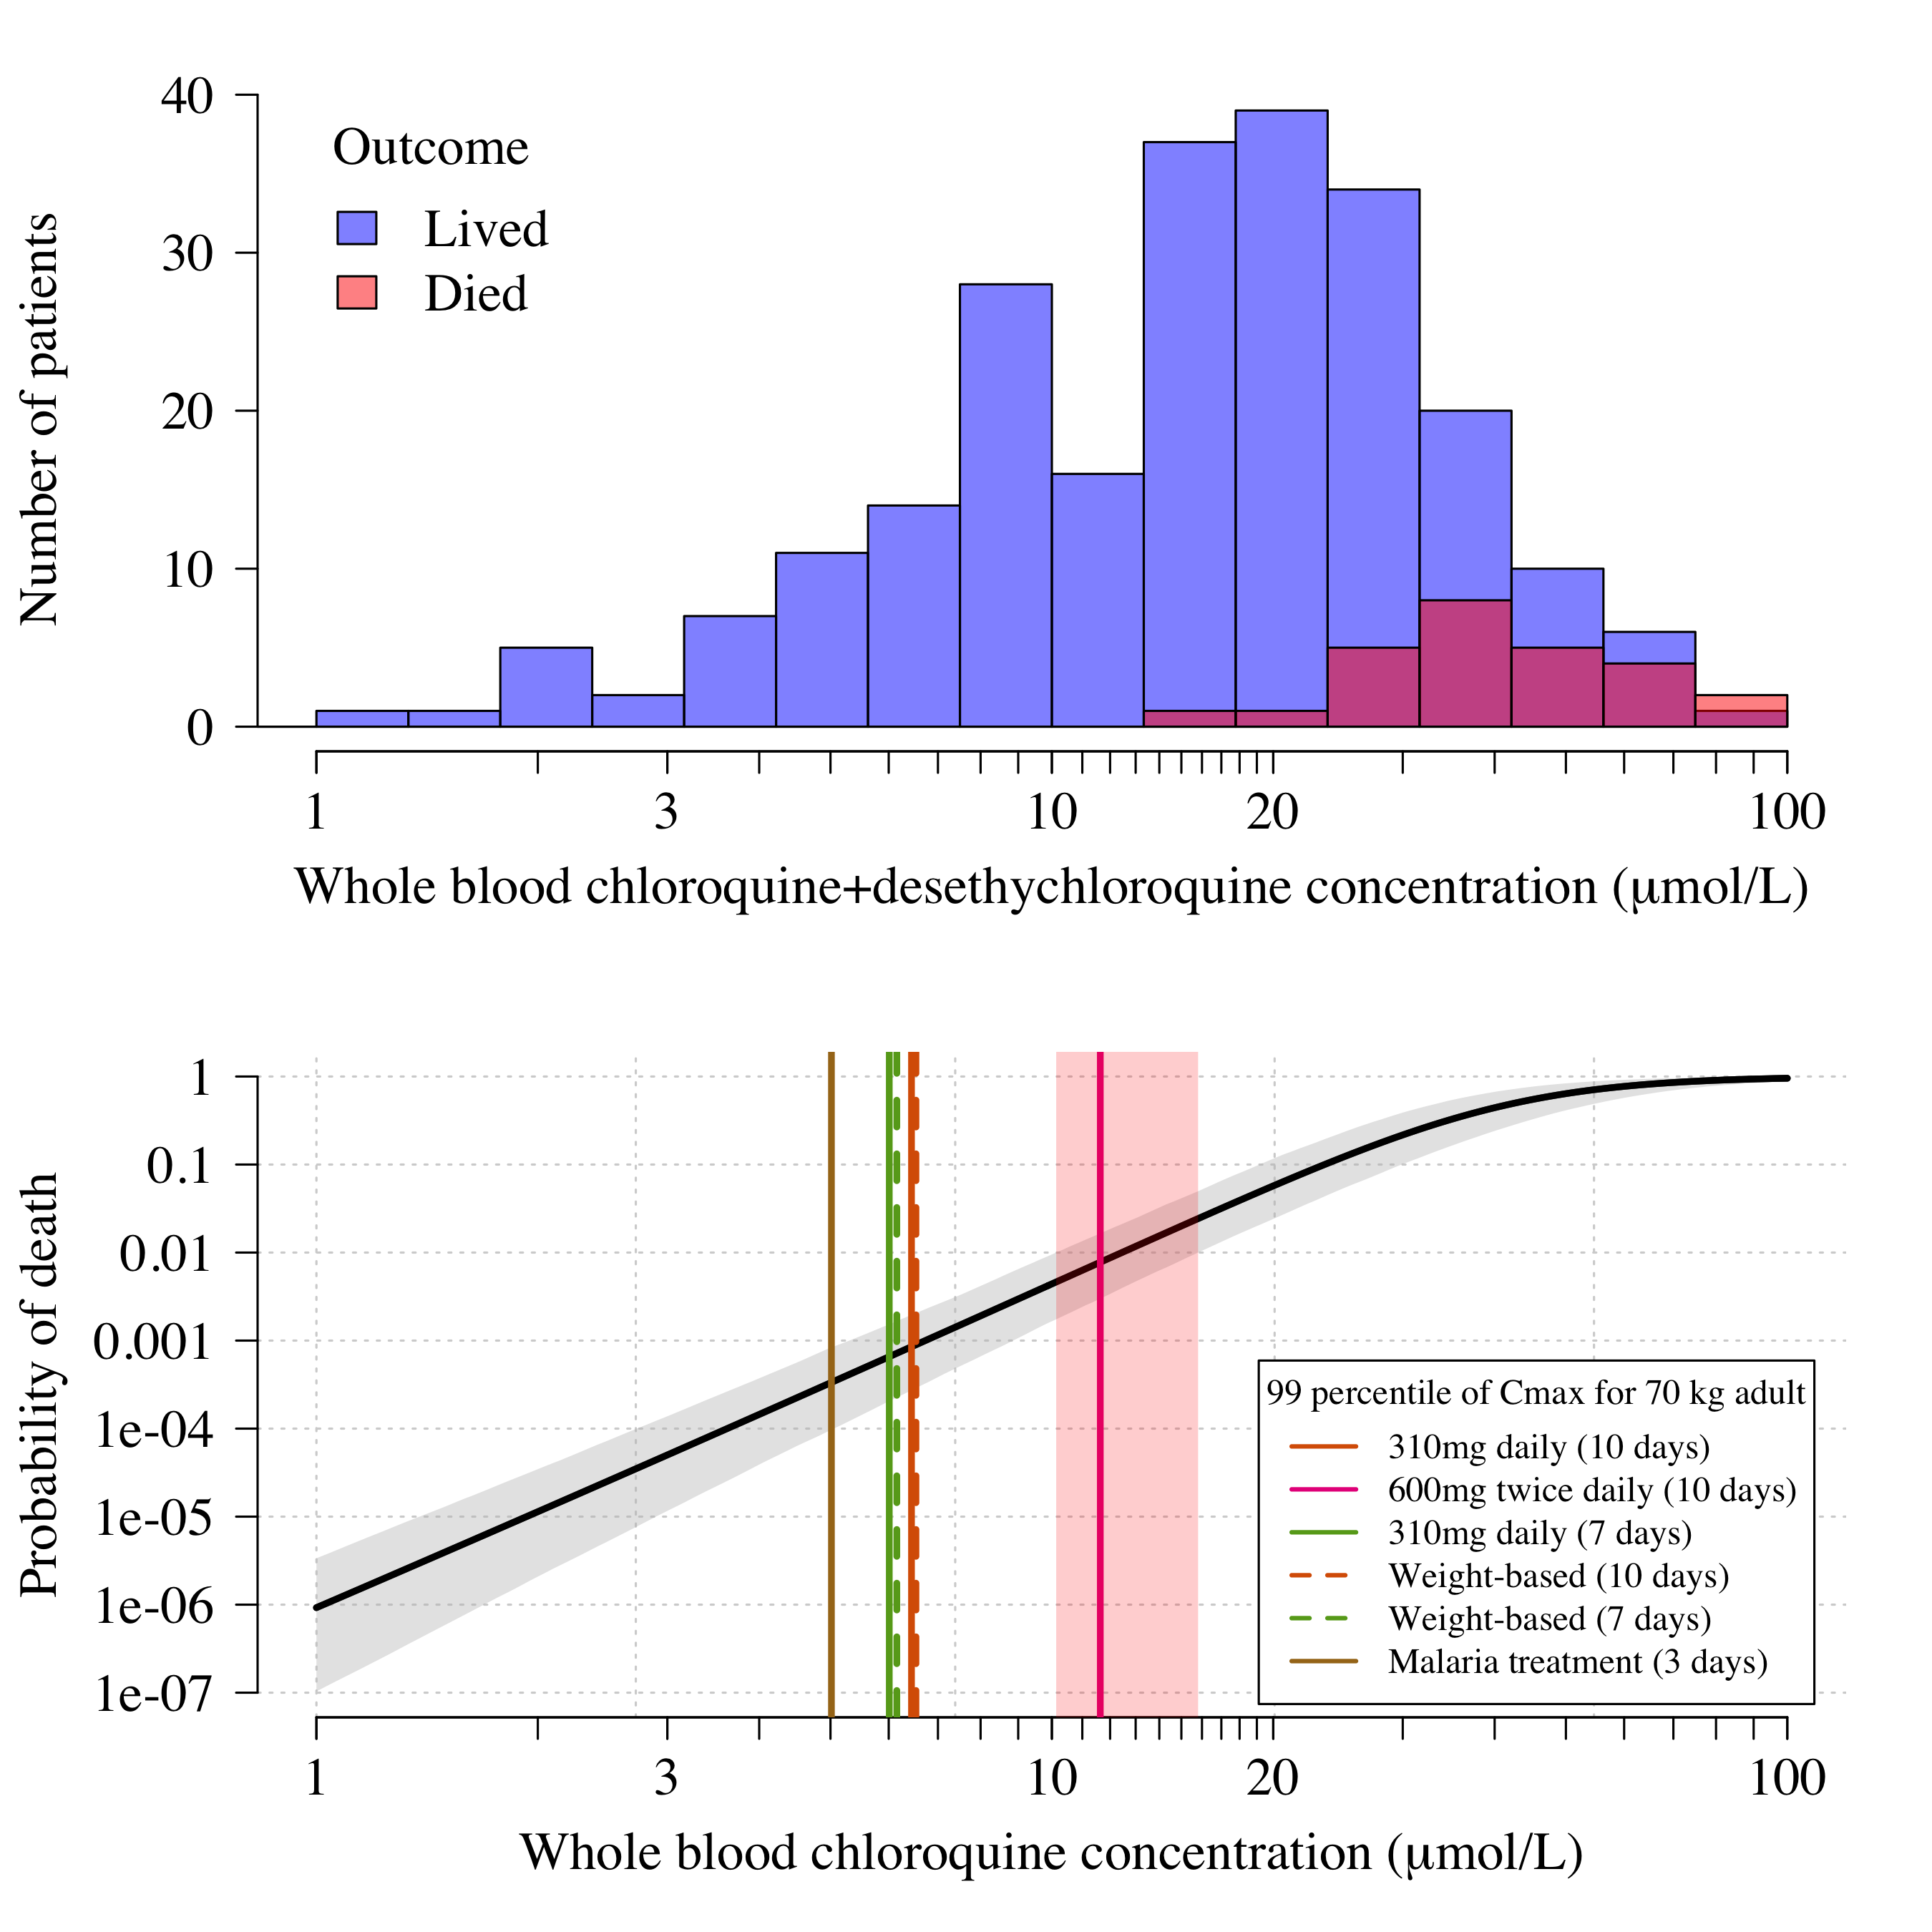 40
30
20
10
0
Number of patients
Outcome
Lived
Died
1 3 10 20 100
Whole blood chloroquine+desethychloroquine concentration (μmol/L)
1
0.1
0.01
0.001
1e-04
1e-05
1e-06
1e-07
Probability of death
99 percentile of Cmax for 70 kg adult
310mg daily (10 days)
600mg twice daily (10 days)
310mg daily (7 days)
Weight-based (10 days)
Weight-based (7 days)
Malaria treatment (3 days)
1 3 10 20 100
Whole blood chloroquine concentration (μmol/L)